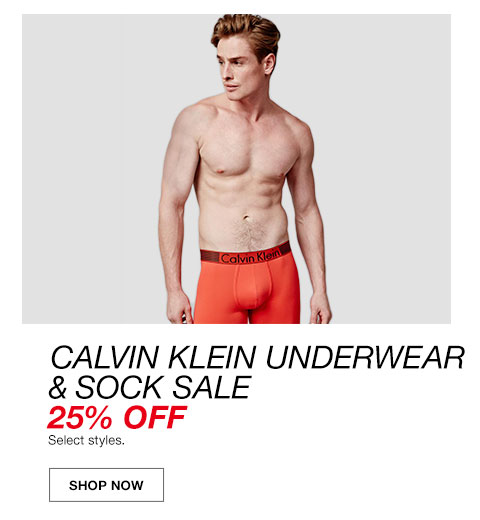 Calvin Klein
CALVIN KLEIN UNDERWEAR
& SOCK SALE
25% OFF
Select styles.
SHOP NOW